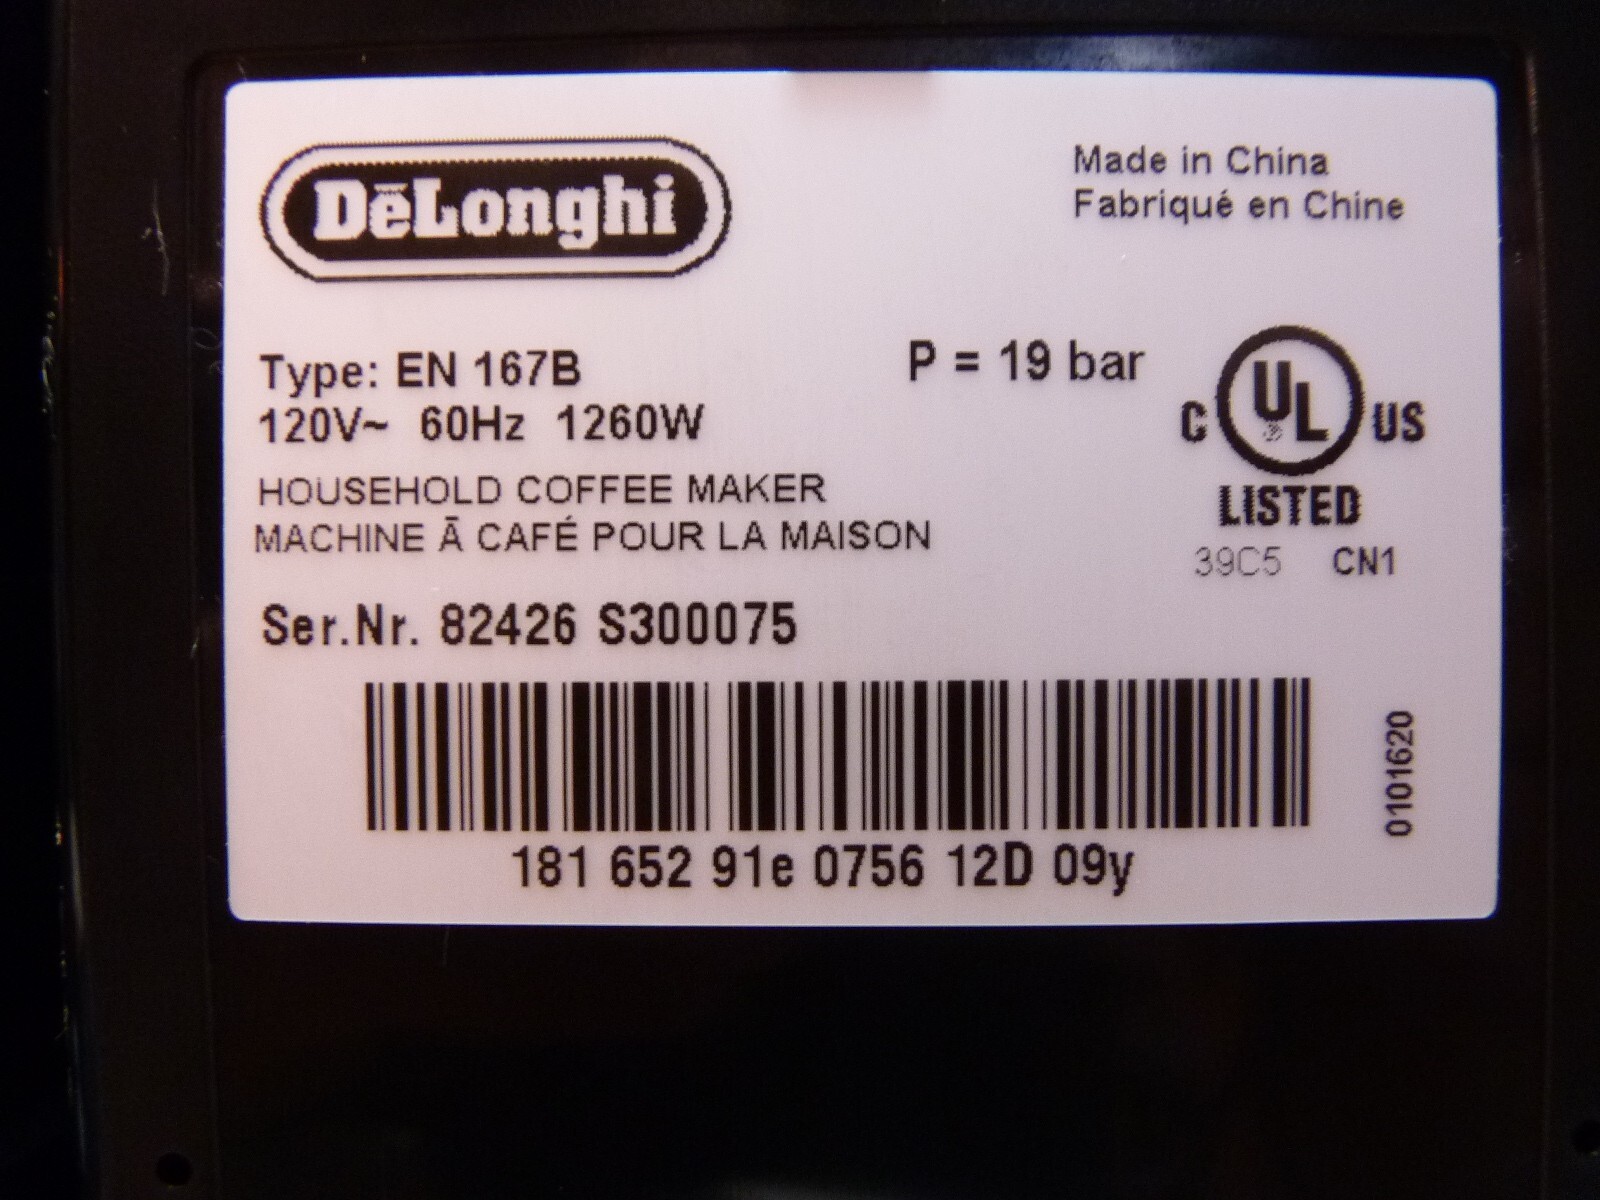 DēLonghi
Made in China
Fabriqué en Chine
Type: EN 167B
P = 19 bar
120V~ 60Hz 1260W
C UL US
®
LISTED
HOUSEHOLD COFFEE MAKER
MACHINE Ā CAFÉ POUR LA MAISON
39C5 CN1
Ser.Nr. 82426 S300075
0101620
181 652 91e 0756 12D 09y